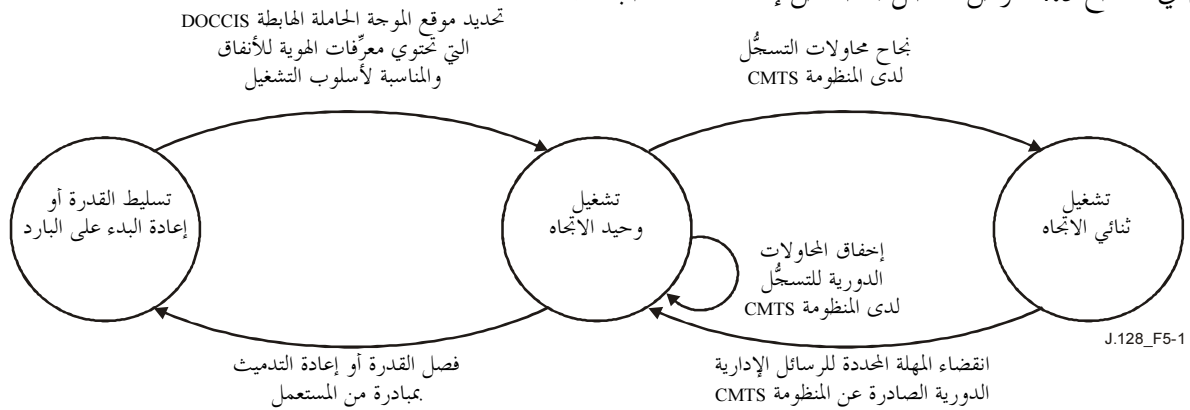 تحديد موقع الموجة الحاملة الهابطة DOCCIS
التي تحتوي معرِّفات الهوية للأنفاق
والمناسبة لأسلوب التشغيل
نجاح محاولات التسجُّل
لدى المنظومة CMTS
تسليط القدرة أو
إعادة البدء على البارد
تشغيل
وحيد الاتجاه
تشغيل
ثنائي الاتجاه
إخفاق المحاولات
الدورية للتسجُّل
لدى المنظومة CMTS
فصل القدرة أو إعادة التدميث
بمبادرة من المستعمل
انقضاء المهلة المحددة للرسائل الإدارية
الدورية الصادرة عن المنظومة CMTS
J.128_F5-1